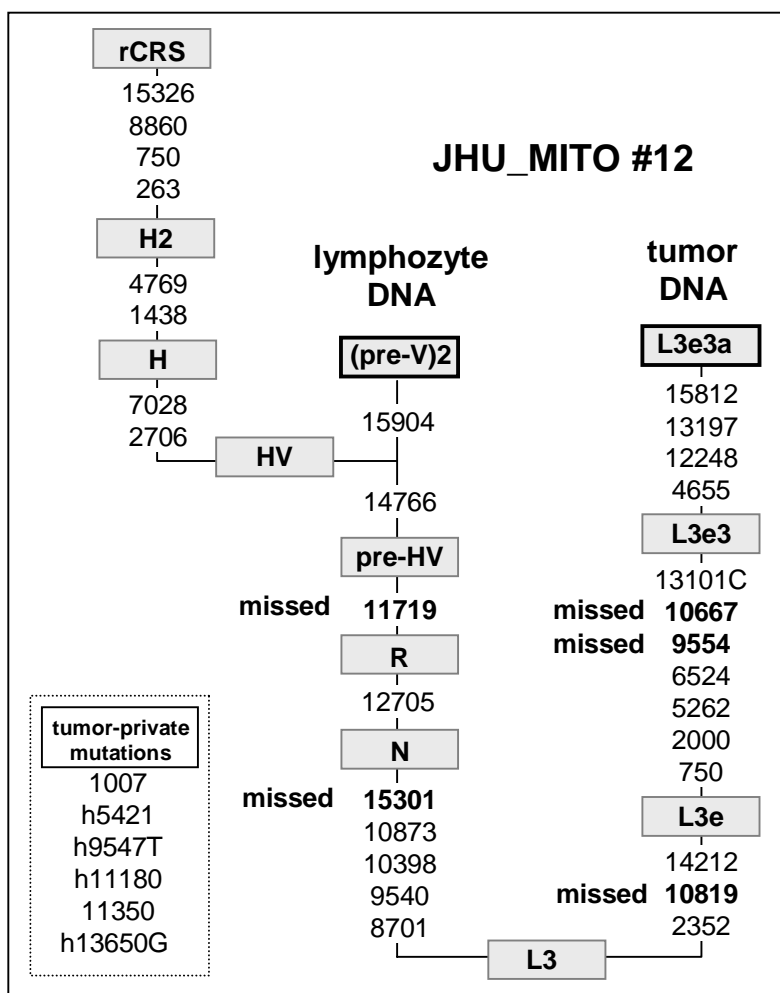 JHU_MITO #12
rCRS
15326
8860
750
263
H2
4769
1438
H
7028
2706
HV
lymphozyte
DNA
(pre-V)2
15904
14766
pre-HV
missed 11719
R
12705
N
missed 15301
10873
10398
9540
8701
L3
tumor
DNA
L3e3a
15812
13197
12248
4655
L3e3
13101C
missed 10667
missed 9554
6524
5262
2000
750
L3e
14212
missed 10819
2352
tumor-private
mutations
1007
h5421
h9547T
h11180
11350
h13650G